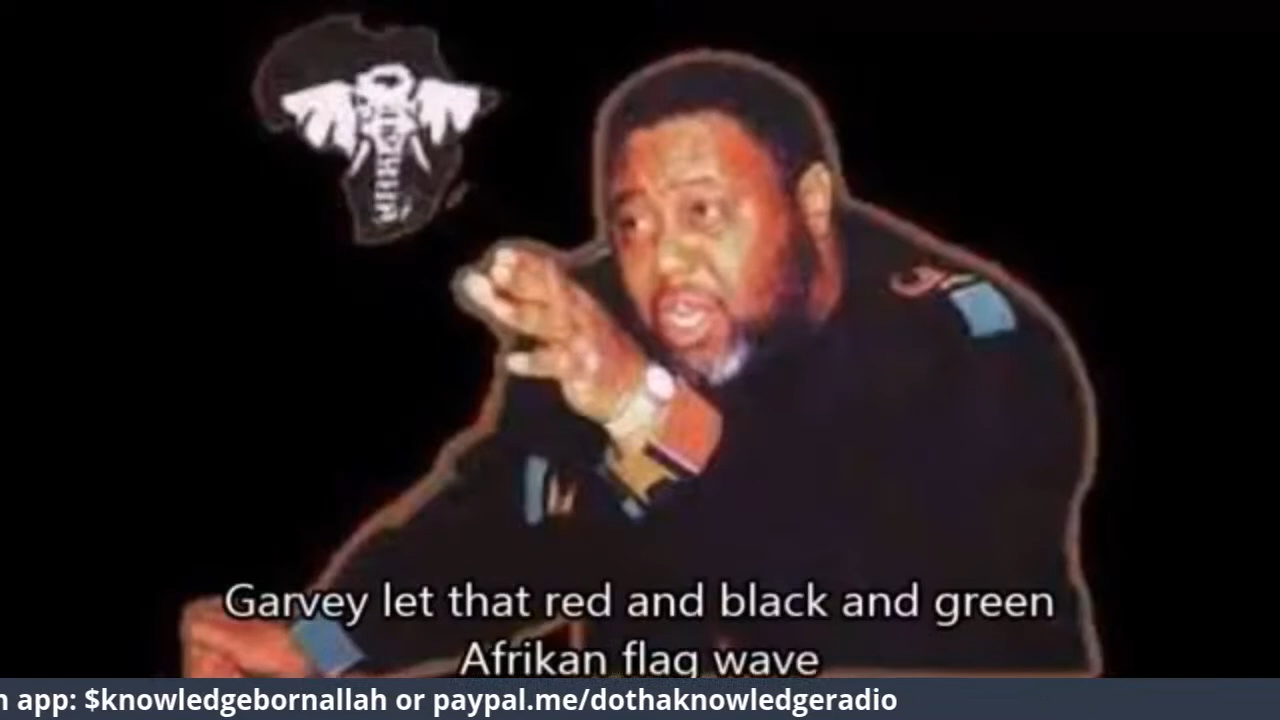 Garvey let that red and black and green
Afrikan flag wave
n app: $knowledgebornallah or paypal.me/dothaknowledgeradio